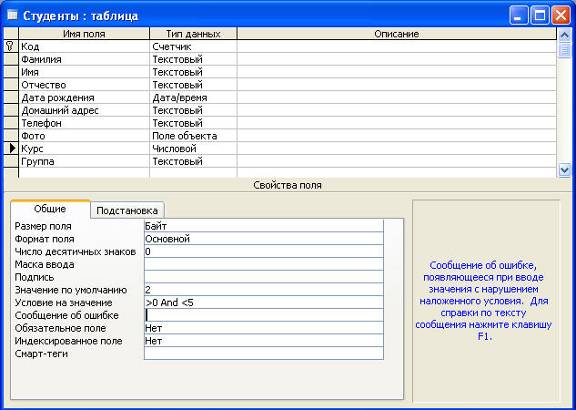 Студенты : таблица
Имя поля Тип данных Описание
Код Счетчик
Фамилия Текстовый
Имя Текстовый
Отчество Текстовый
Дата рождения Дата/время
Домашний адрес Текстовый
Телефон Текстовый
Фото Поле объекта
Курс Числовой
Группа Текстовый
Свойства поля
Общие Подстановка
Размер поля Байт
Формат поля Основной
Число десятичных знаков 0
Маска ввода
Подпись
Значение по умолчанию 2
Условие на значение >0 And <5
Сообщение об ошибке
Обязательное поле Нет
Индексированное поле Нет
Смарт-теги
Сообщение об ошибке,
появляющееся при вводе
значения с нарушением
наложенного условия. Для
справки по тексту
сообщения нажмите клавишу
F1.